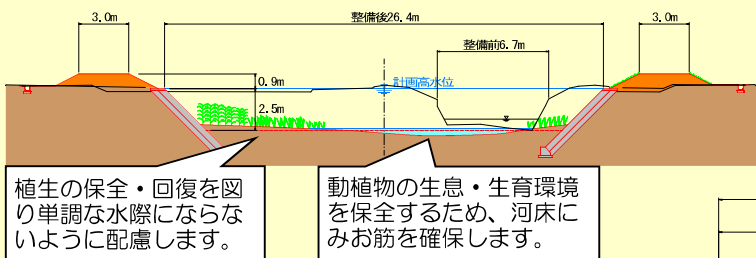 3.0m
整備後26.4m
3.0m
整備前6.7m
0.9m
計画高水位
2.5m
植生の保全・回復を図
り単調な水際にならな
いように配慮します。
動植物の生息・生育環境
を保全するため、河床に
みお筋を確保します。